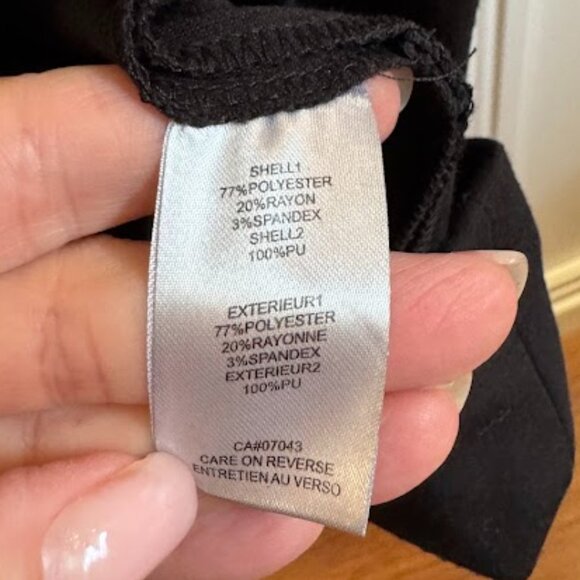 SHELL1
77%POLYESTER
20%RAYON
3%SPANDEX
SHELL2
100%PU
EXTERIEUR1
77%POLYESTER
20%RAYONNE
3%SPANDEX
EXTERIEUR2
100%PU
CA#07043
CARE ON REVERSE
ENTRETIEN AU VERSO